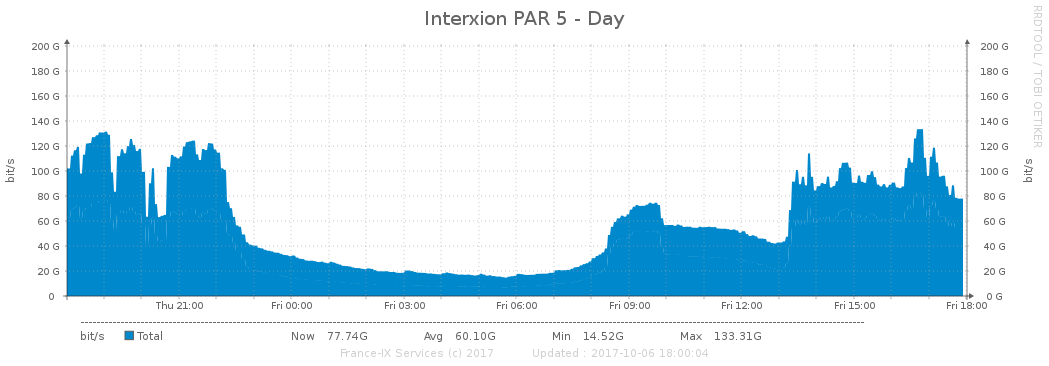 Interxion PAR 5 - Day
RRDTOOL / TOBI OETIKER
bit/s
200 G
180 G
160 G
140 G
120 G
100 G
80 G
60 G
40 G
20 G
0
200 G
180 G
160 G
140 G
120 G
100 G
80 G
60 G
40 G
20 G
0 G
bit/s
Thu 21:00 Fri 00:00 Fri 03:00 Fri 06:00 Fri 09:00 Fri 12:00 Fri 15:00 Fri 18:00
bit/s Total Now 77.74G Avg 60.10G Min 14.52G Max 133.31G
France-IX Services (c) 2017 Updated : 2017-10-06 18:00:04